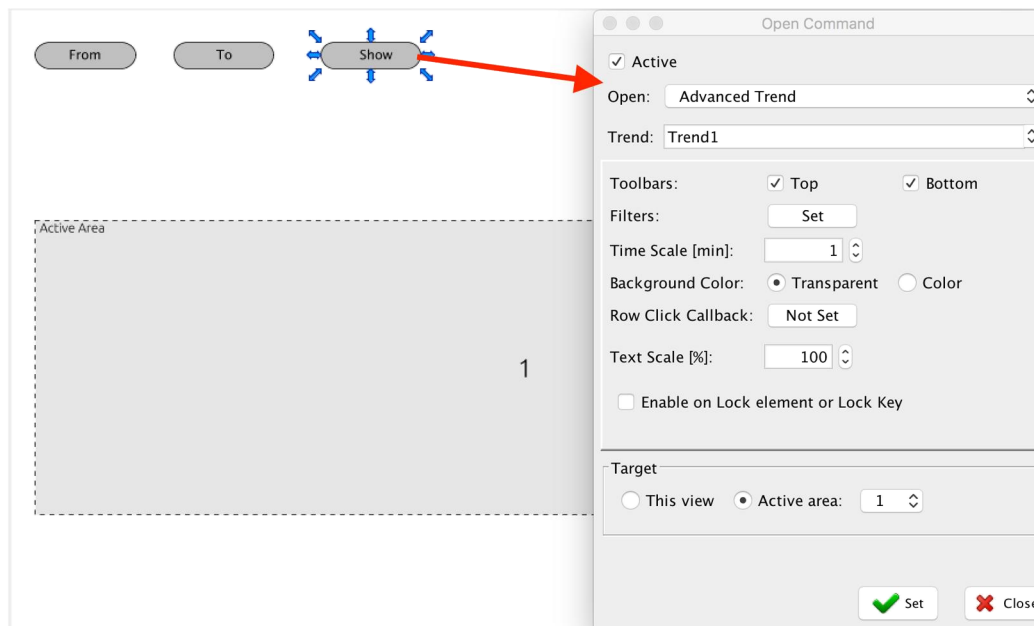 From To Show
Active Area
1
Open Command
Active
Open: Advanced Trend
Trend: Trend1
Toolbars: Top Bottom
Filters: Set
Time Scale [min]: 1
Background Color: Transparent Color
Row Click Callback: Not Set
Text Scale [%]: 100
Enable on Lock element or Lock Key
Target
This view Active area: 1
Set Close